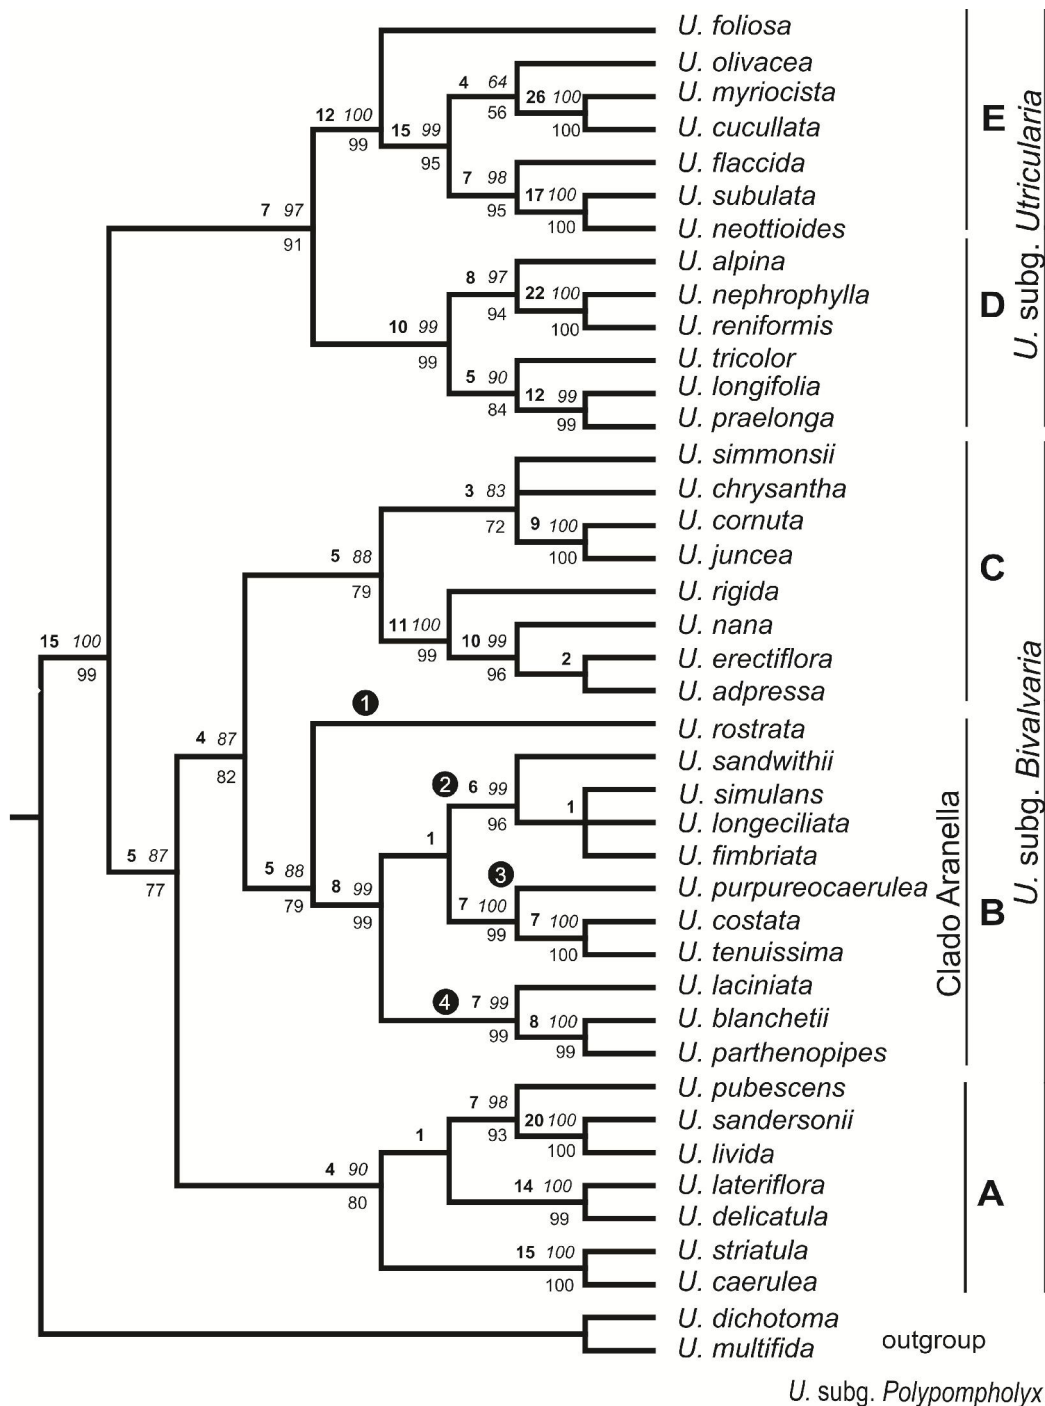 U. foliosa
U. olivacea
4 64
U. myriocista
26 100
56
12 100
U. cucullata
15 99
100
99
U. flaccida
95
7 98
U. subulata
17 100
95
7 97
U. neottioides
100
91
E
U. alpina
8 97
U. nephrophylla
22 100
94
U. reniformis
10 99
100
99
U. tricolor
5 90
U. longifolia
12 99
84
U. praelonga
99
D
U. subg. Utricularia
U. simmonsii
3 83
U. chrysantha
72
U. cornuta
9 100
5 88
U. juncea
100
79
U. rigida
11 100
U. nana
10 99
99
15 100
U. erectiflora
2
99
96
U. adpressa
C
1
U. rostrata
4 87
U. sandwithii
82
2
6 99
U. simulans
1
96
U. longeciliata
1
U. fimbriata
5 87
77
5 88
3
U. purpureocaerulea
79
8 99
7 100
7 100
U. costata
99
99
U. tenuissima
100
U. laciniata
4
7 99
U. blanchetii
8 100
99
U. parthenopipes
99
Clado Aranella
B
U. subg. Bivalvaria
U. pubescens
7 98
U. sandersonii
20 100
93
1
U. livida
100
4 90
U. lateriflora
14 100
80
U. delicatula
99
U. striatula
15 100
U. caerulea
100
A
U. dichotoma
U. multifida
outgroup
U. subg. Polypompholyx